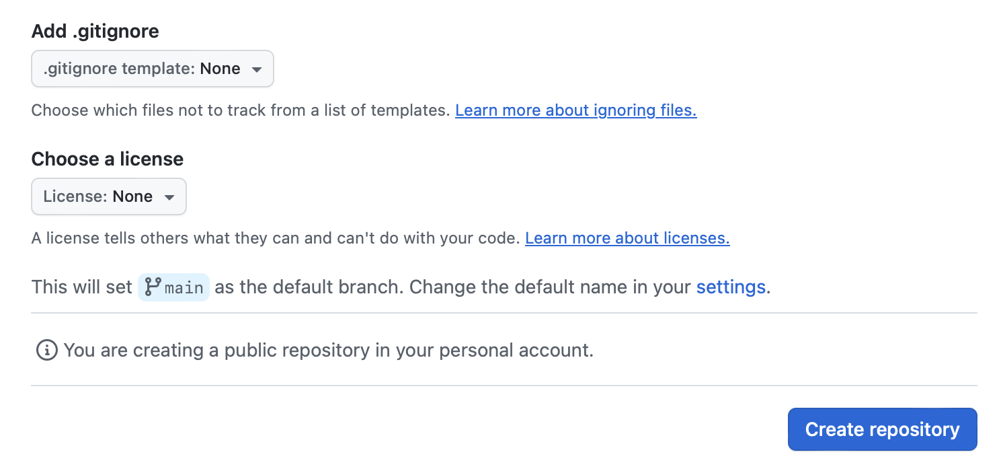 Add .gitignore
.gitignore template: None
Choose which files not to track from a list of templates. Learn more about ignoring files.
Choose a license
License: None
A license tells others what they can and can't do with your code. Learn more about licenses.
This will set main as the default branch. Change the default name in your settings.
You are creating a public repository in your personal account.
Create repository